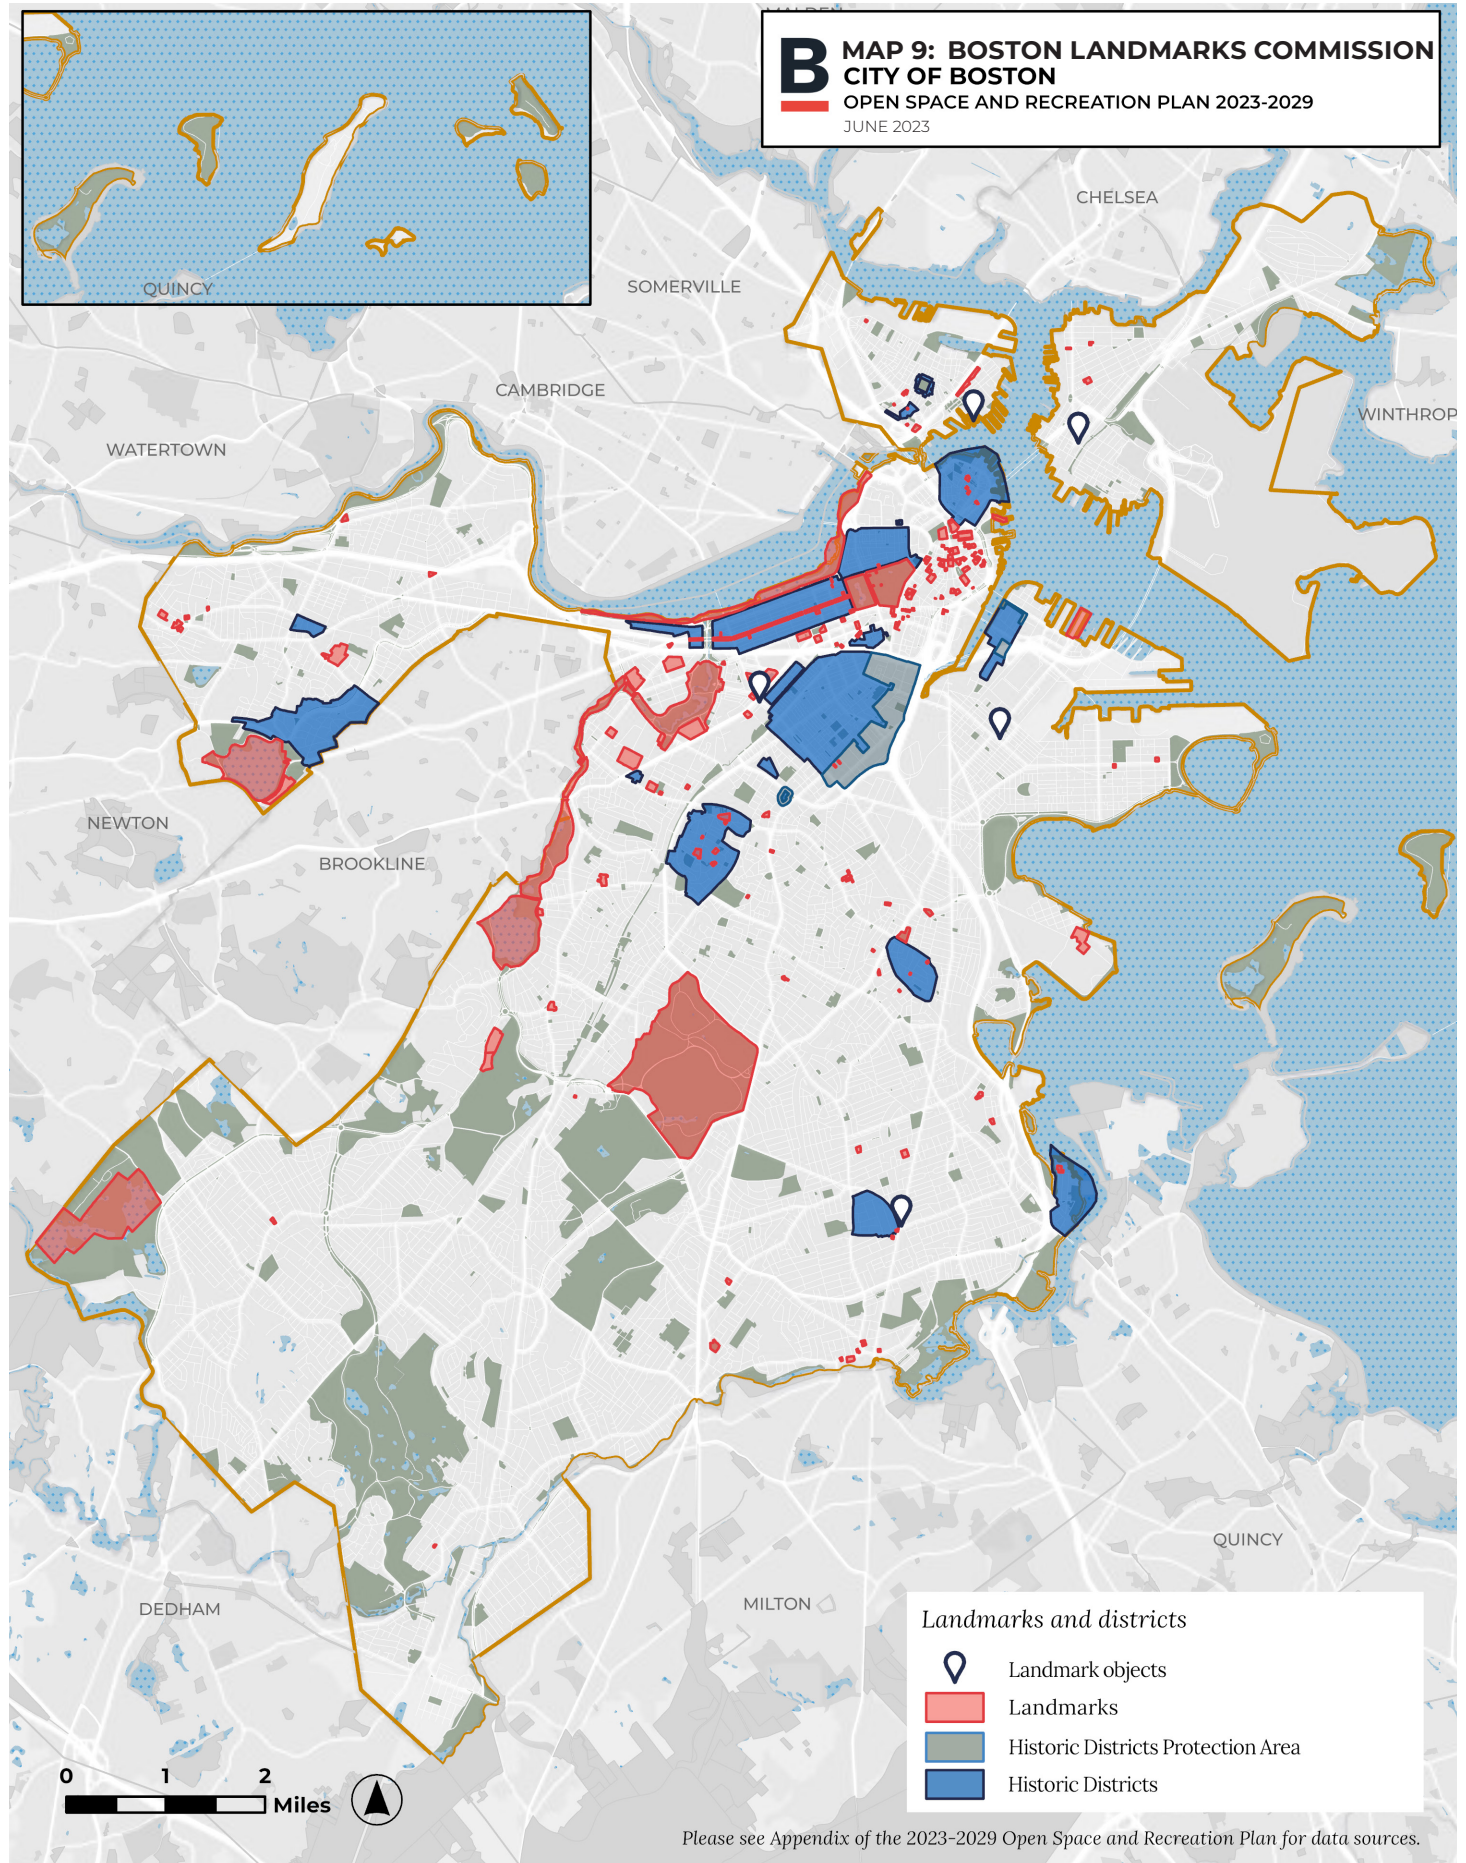 B
MAP 9: BOSTON LANDMARKS COMMISSION
CITY OF BOSTON
OPEN SPACE AND RECREATION PLAN 2023-2029
JUNE 2023
QUINCY
CHELSEA
SOMERVILLE
CAMBRIDGE
WINTHROP
WATERTOWN
NEWTON
BROOKLINE
QUINCY
DEDHAM
MILTON
Landmarks and districts
Landmark objects
Landmarks
Historic Districts Protection Area
Historic Districts
0 1 2
Miles
Please see Appendix of the 2023-2029 Open Space and Recreation Plan for data sources.